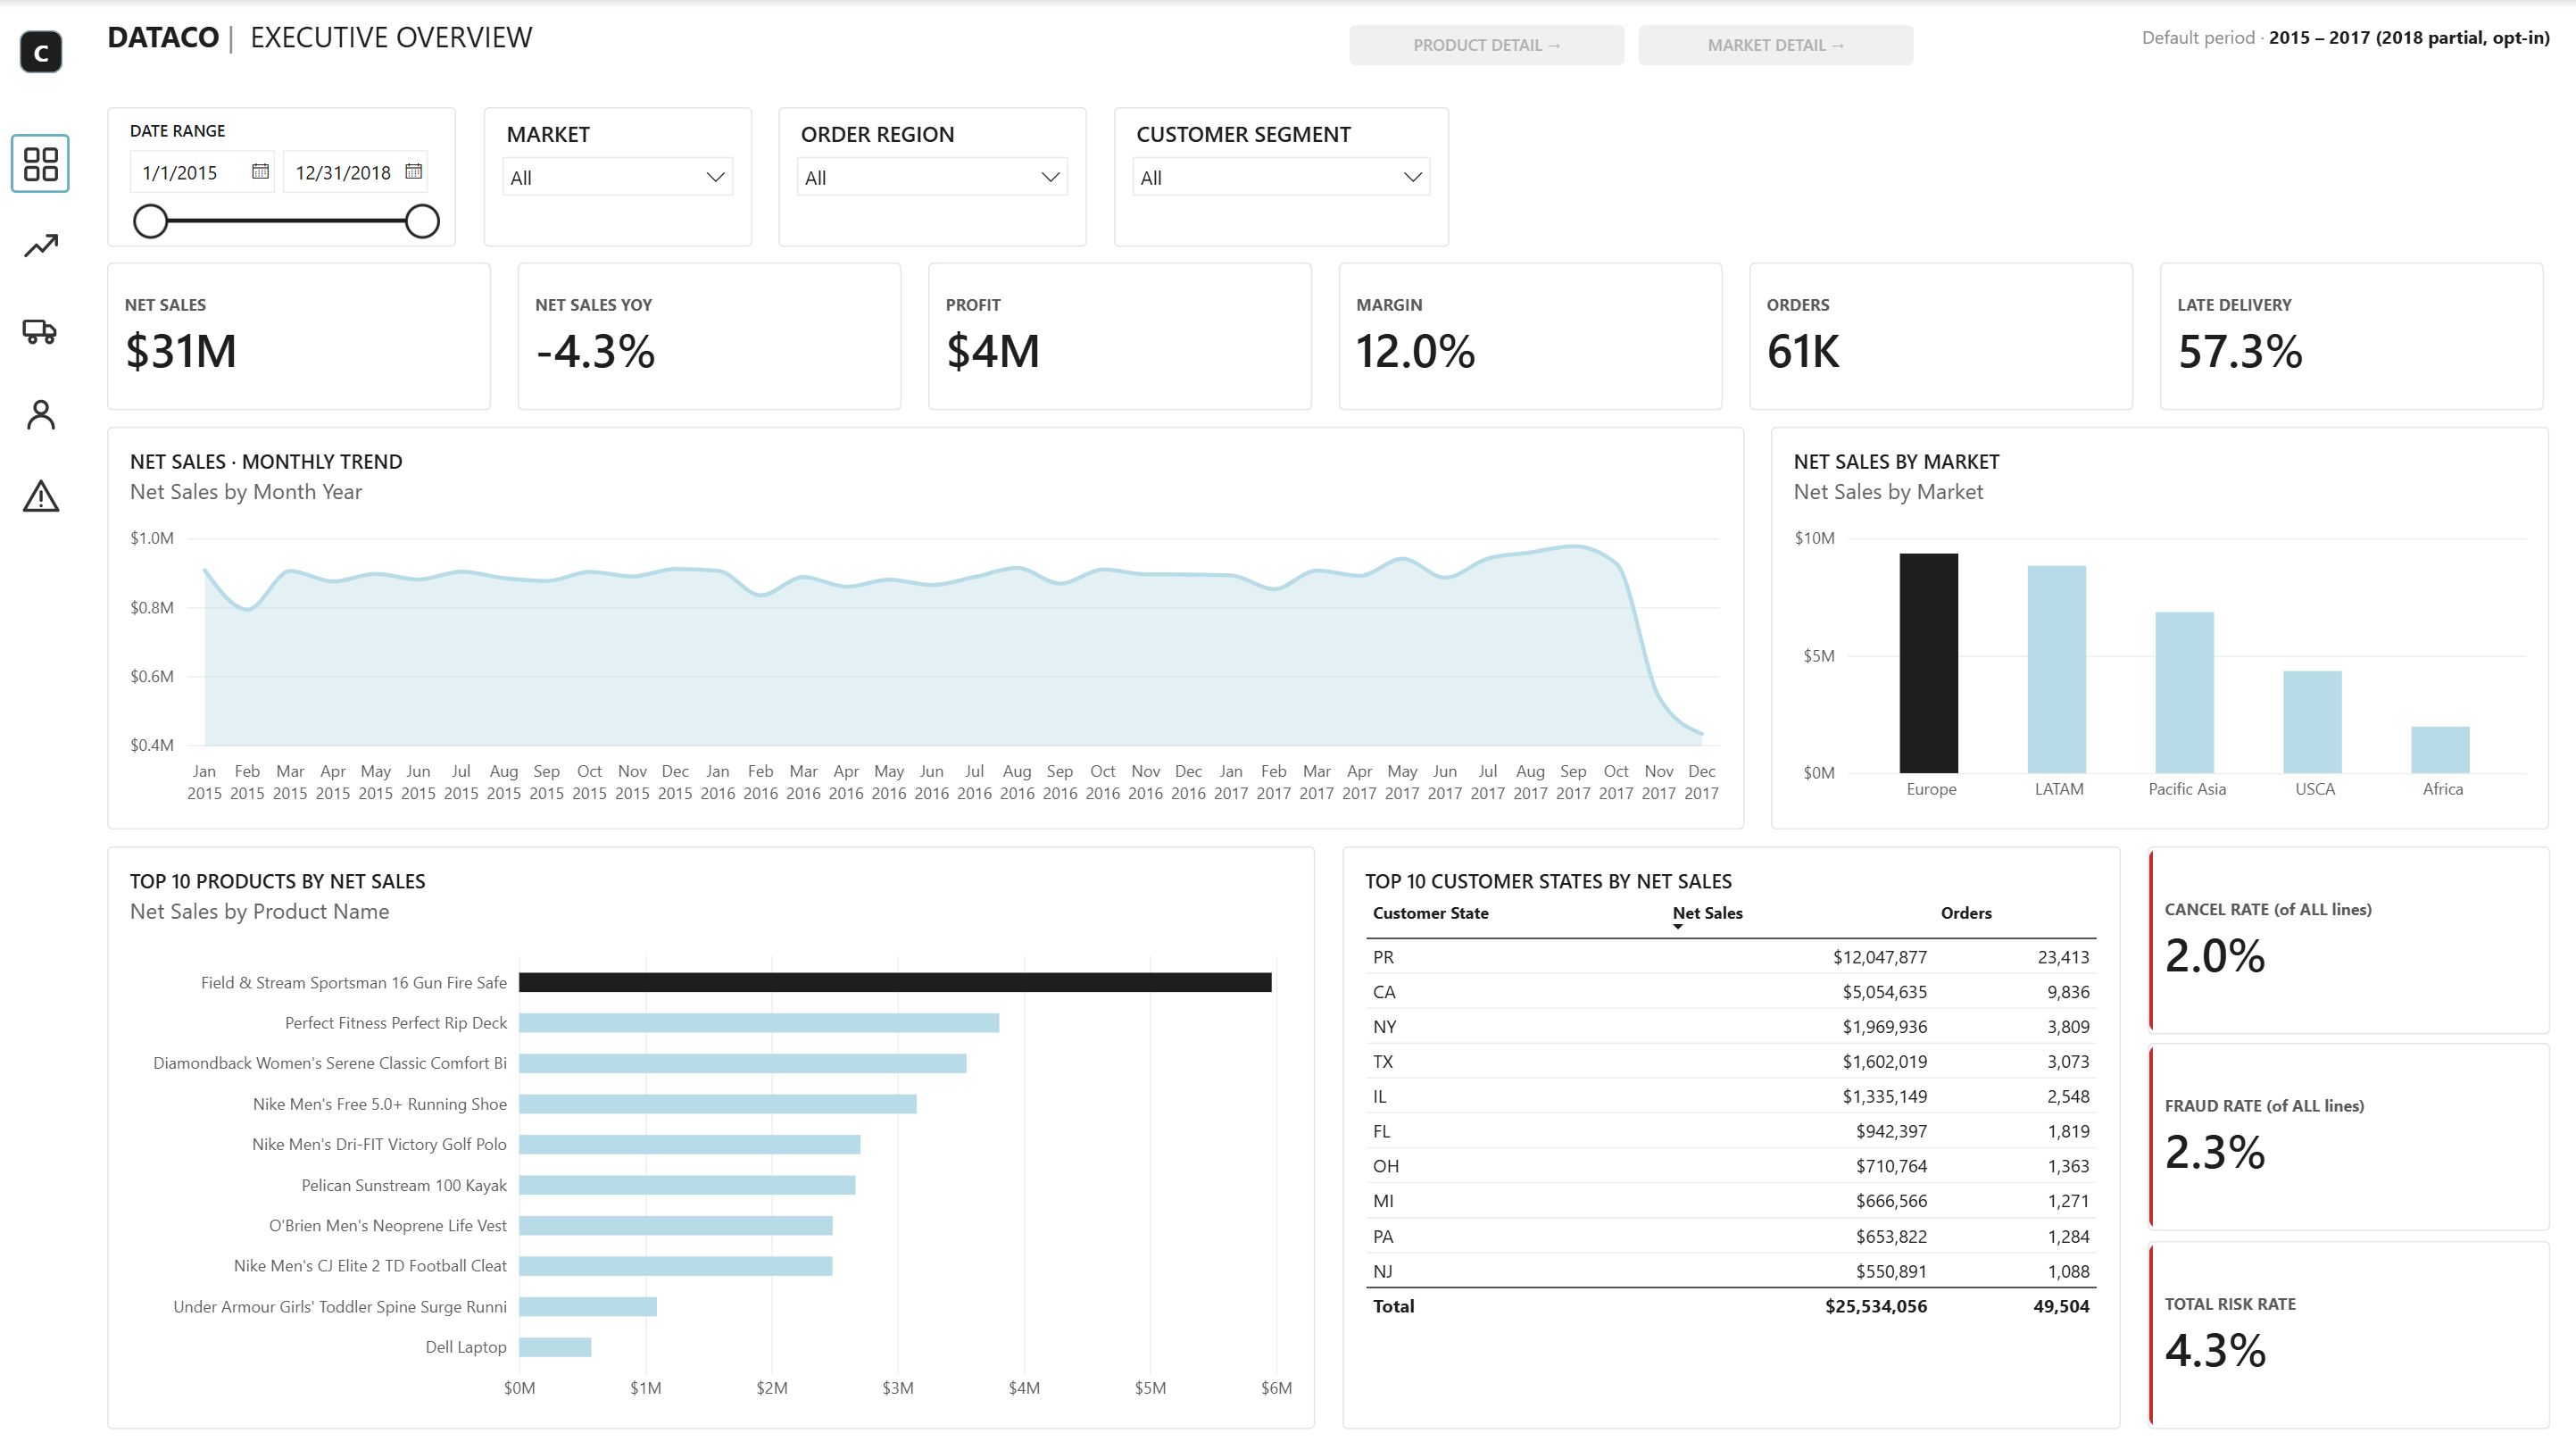 C
DATACO | EXECUTIVE OVERVIEW
PRODUCT DETAIL →
MARKET DETAIL →
Default period · 2015 – 2017 (2018 partial, opt-in)
DATE RANGE
1/1/2015
12/31/2018
MARKET
All
ORDER REGION
All
CUSTOMER SEGMENT
All
NET SALES
$31M
NET SALES YOY
-4.3%
PROFIT
$4M
MARGIN
12.0%
ORDERS
61K
LATE DELIVERY
57.3%
NET SALES · MONTHLY TREND
Net Sales by Month Year
$1.0M
$0.8M
$0.6M
$0.4M
Jan Feb Mar Apr May Jun Jul Aug Sep Oct Nov Dec Jan Feb Mar Apr May Jun Jul Aug Sep Oct Nov Dec Jan Feb Mar Apr May Jun Jul Aug Sep Oct Nov Dec
2015 2015 2015 2015 2015 2015 2015 2015 2015 2015 2015 2015 2016 2016 2016 2016 2016 2016 2016 2016 2016 2016 2016 2016 2017 2017 2017 2017 2017 2017 2017 2017 2017 2017 2017 2017
NET SALES BY MARKET
Net Sales by Market
$10M
$5M
$0M
Europe LATAM Pacific Asia USCA Africa
TOP 10 PRODUCTS BY NET SALES
Net Sales by Product Name
Field & Stream Sportsman 16 Gun Fire Safe
Perfect Fitness Perfect Rip Deck
Diamondback Women's Serene Classic Comfort Bi
Nike Men's Free 5.0+ Running Shoe
Nike Men's Dri-FIT Victory Golf Polo
Pelican Sunstream 100 Kayak
O'Brien Men's Neoprene Life Vest
Nike Men's CJ Elite 2 TD Football Cleat
Under Armour Girls' Toddler Spine Surge Runni
Dell Laptop
$0M $1M $2M $3M $4M $5M $6M
TOP 10 CUSTOMER STATES BY NET SALES
Customer State Net Sales Orders
PR $12,047,877 23,413
CA $5,054,635 9,836
NY $1,969,936 3,809
TX $1,602,019 3,073
IL $1,335,149 2,548
FL $942,397 1,819
OH $710,764 1,363
MI $666,566 1,271
PA $653,822 1,284
NJ $550,891 1,088
Total $25,534,056 49,504
CANCEL RATE (of ALL lines)
2.0%
FRAUD RATE (of ALL lines)
2.3%
TOTAL RISK RATE
4.3%